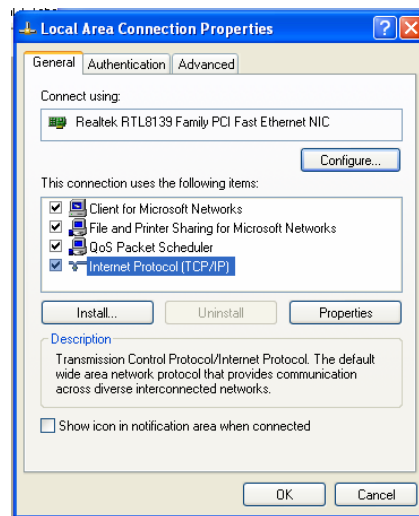 Local Area Connection Properties
General Authentication Advanced
Connect using:
Realtek RTL8139 Family PCI Fast Ethernet NIC
Configure...
This connection uses the following items:
Client for Microsoft Networks
File and Printer Sharing for Microsoft Networks
QoS Packet Scheduler
Internet Protocol (TCP/IP)
Install... Uninstall Properties
Description
Transmission Control Protocol/Internet Protocol. The default
wide area network protocol that provides communication
across diverse interconnected networks.
Show icon in notification area when connected
OK Cancel